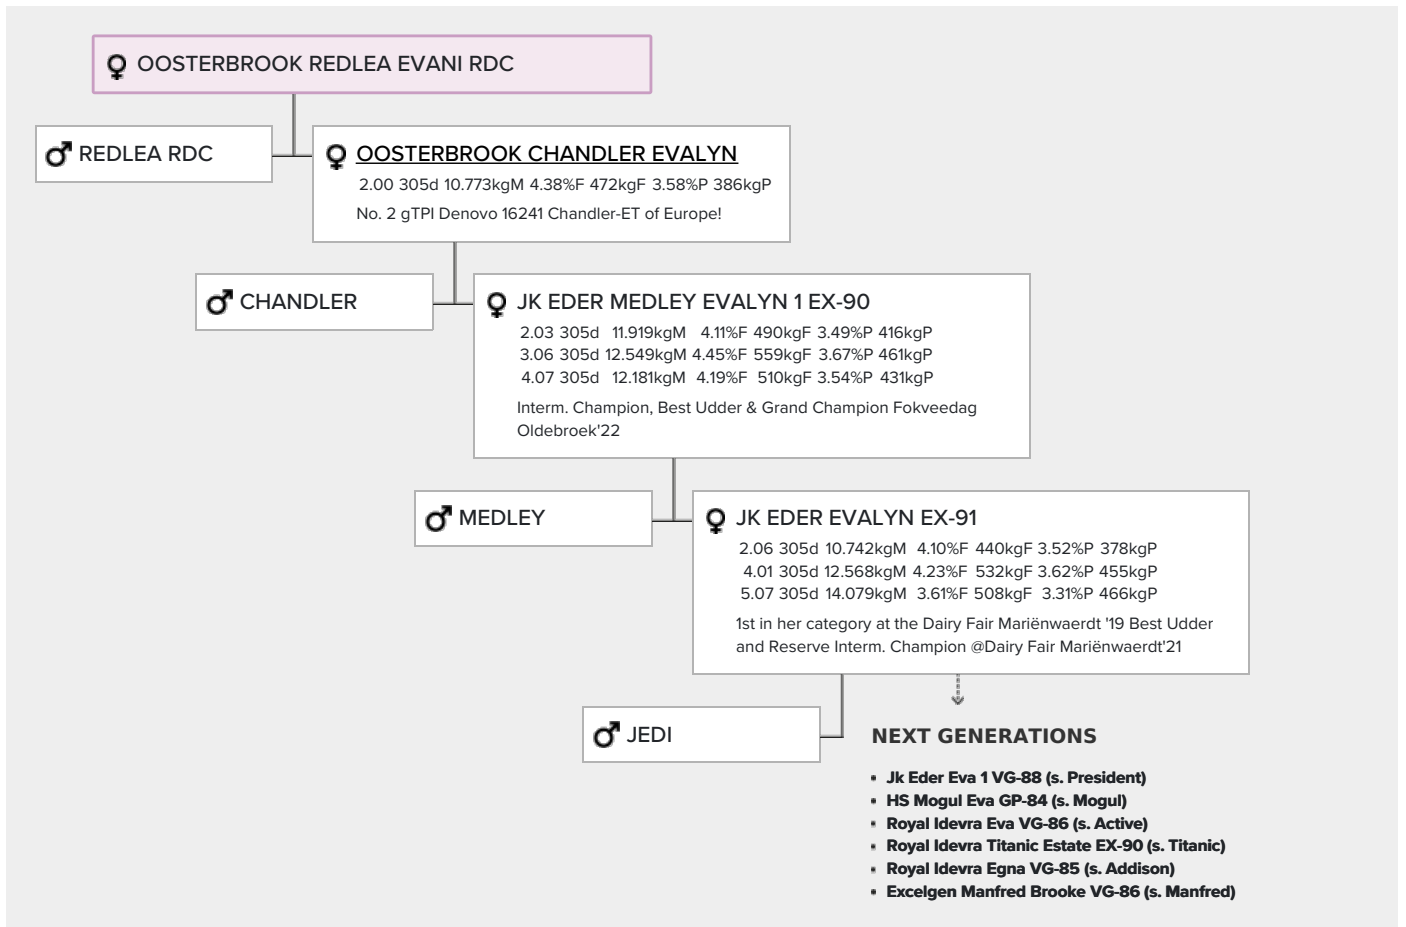 OOSTERBROOK REDLEA EVANI RDC
REDLEA RDC
OOSTERBROOK CHANDLER EVALYN
2.00 305d 10.773kgM 4.38%F 472kgF 3.58%P 386kgP
No. 2 gTPI Denovo 16241 Chandler-ET of Europe!
CHANDLER
JK EDER MEDLEY EVALYN 1 EX-90
2.03 305d 11.919kgM 4.11%F 490kgF 3.49%P 416kgP
3.06 305d 12.549kgM 4.45%F 559kgF 3.67%P 461kgP
4.07 305d 12.181kgM 4.19%F 510kgF 3.54%P 431kgP
Interm. Champion, Best Udder & Grand Champion Fokveedag
Oldebroek'22
MEDLEY
JK EDER EVALYN EX-91
2.06 305d 10.742kgM 4.10%F 440kgF 3.52%P 378kgP
4.01 305d 12.568kgM 4.23%F 532kgF 3.62%P 455kgP
5.07 305d 14.079kgM 3.61%F 508kgF 3.31%P 466kgP
1st in her category at the Dairy Fair Mariënwaerdt '19 Best Udder
and Reserve Interm. Champion @Dairy Fair Mariënwaerdt'21
JEDI
NEXT GENERATIONS
• Jk Eder Eva 1 VG-88 (s. President)
• HS Mogul Eva GP-84 (s. Mogul)
• Royal Idevra Eva VG-86 (s. Active)
• Royal Idevra Titanic Estate EX-90 (s. Titanic)
• Royal Idevra Egna VG-85 (s. Addison)
• Excelgen Manfred Brooke VG-86 (s. Manfred)